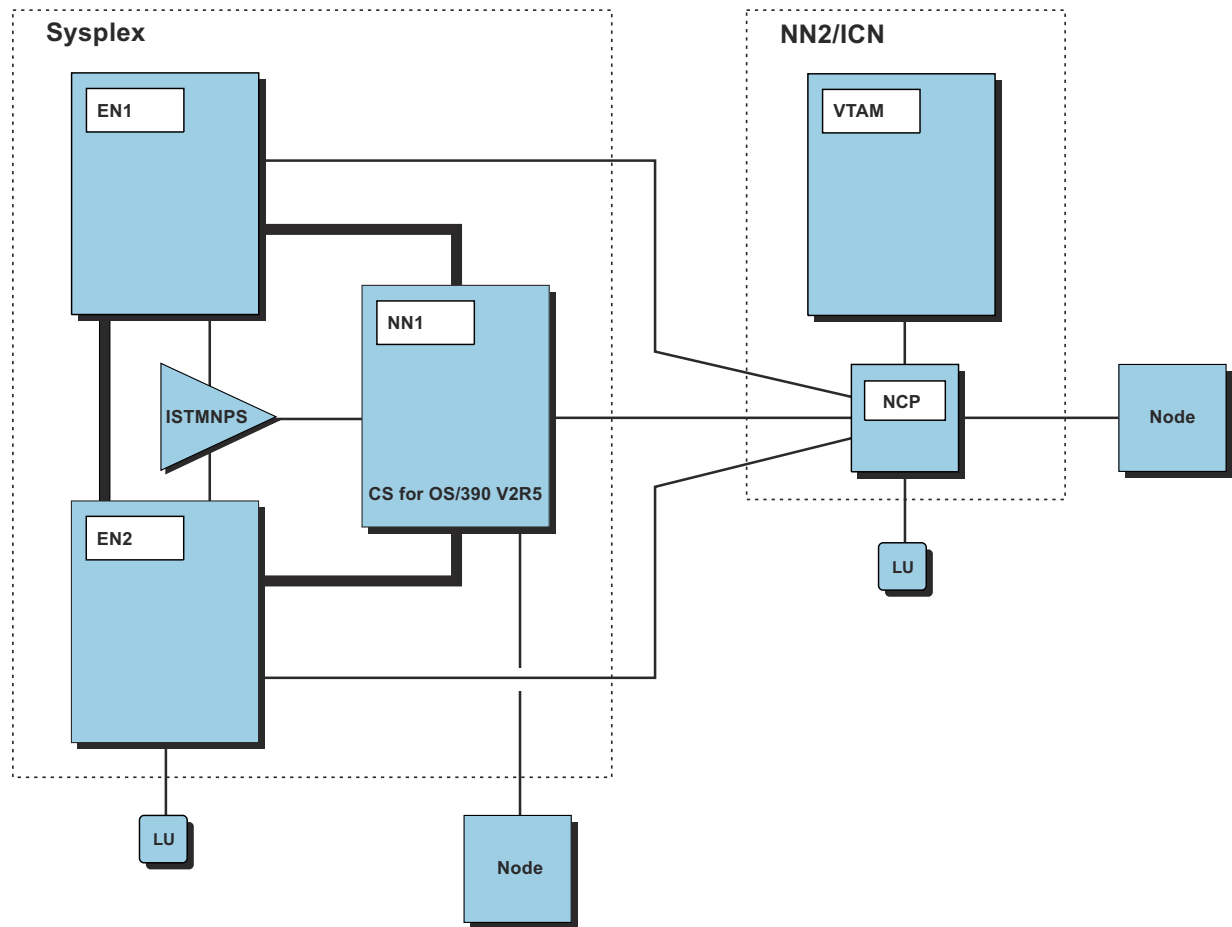 Sysplex
NN2/ICN
EN1
VTAM
NN1
ISTMNPS
NCP
Node
CS for OS/390 V2R5
EN2
LU
LU
Node